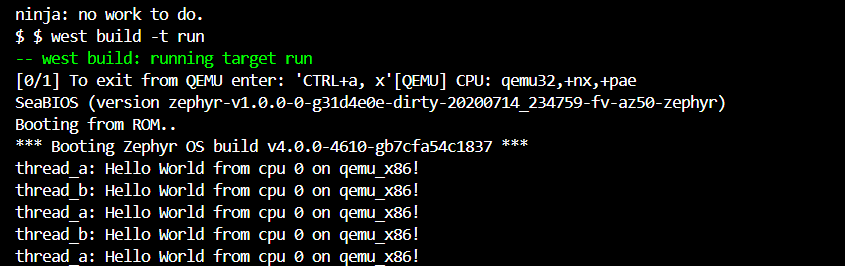 ninja: no work to do.
$ $ west build -t run
-- west build: running target run
[0/1] To exit from QEMU enter: 'CTRL+a, x'[QEMU] CPU: qemu32,+nx,+pae
SeaBIOS (version zephyr-v1.0.0-0-g31d4e0e-dirty-20200714_234759-fv-az50-zephyr)
Booting from ROM..
*** Booting Zephyr OS build v4.0.0-4610-gb7cfa54c1837 ***
thread_a: Hello World from cpu 0 on qemu_x86!
thread_b: Hello World from cpu 0 on qemu_x86!
thread_a: Hello World from cpu 0 on qemu_x86!
thread_b: Hello World from cpu 0 on qemu_x86!
thread_a: Hello World from cpu 0 on qemu_x86!